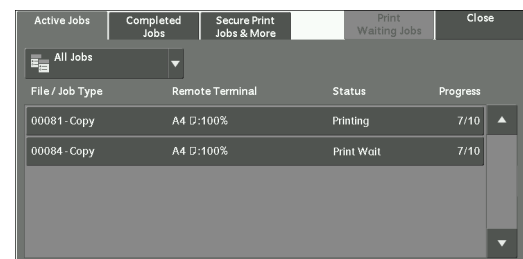 Active Jobs
Completed Jobs
Secure Print Jobs & More
Print Waiting Jobs
Close
All Jobs
File / Job Type Remote Terminal Status Progress
00081 - Copy A4 :100% Printing 7/10
00084 - Copy A4 :100% Print Wait 7/10